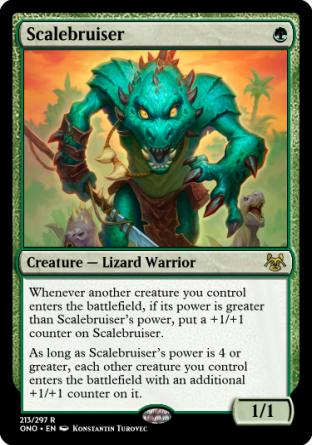 Scalebruiser
Creature — Lizard Warrior
Whenever another creature you control
enters the battlefield, if its power is greater
than Scalebruiser's power, put a +1/+1
counter on Scalebruiser.
As long as Scalebruiser's power is 4 or
greater, each other creature you control
enters the battlefield with an additional
+1/+1 counter on it.
1/1
213/297 R
ONO • EN Konstantin Turovec